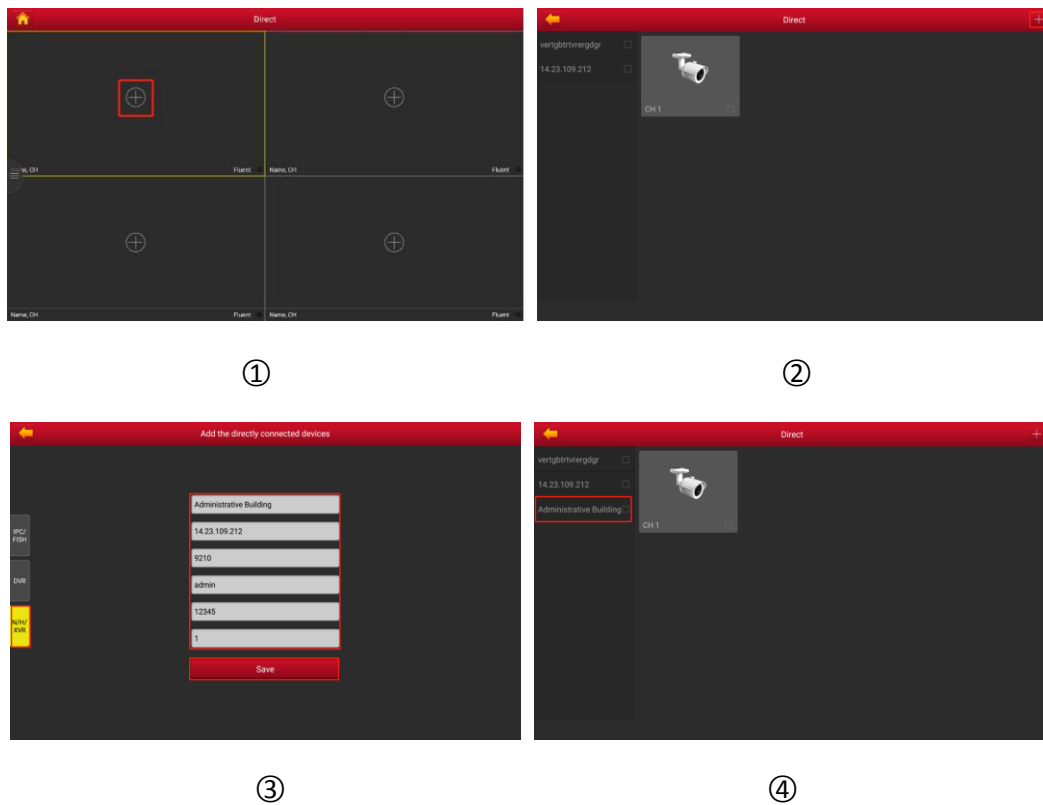 Direct
Name, CH
Fluent
Name, CH
Fluent
Name, CH
Fluent
Name, CH
Fluent
①
Direct
+
vertgbtrtvrergdgr
14.23.109.212
CH 1
②
Add the directly connected devices
IPC/
FISH
DVR
N/H/
XVR
Administrative Building
14.23.109.212
9210
admin
12345
1
Save
③
Direct
+
vertgbtrtvrergdgr
14.23.109.212
Administrative Building
CH 1
④